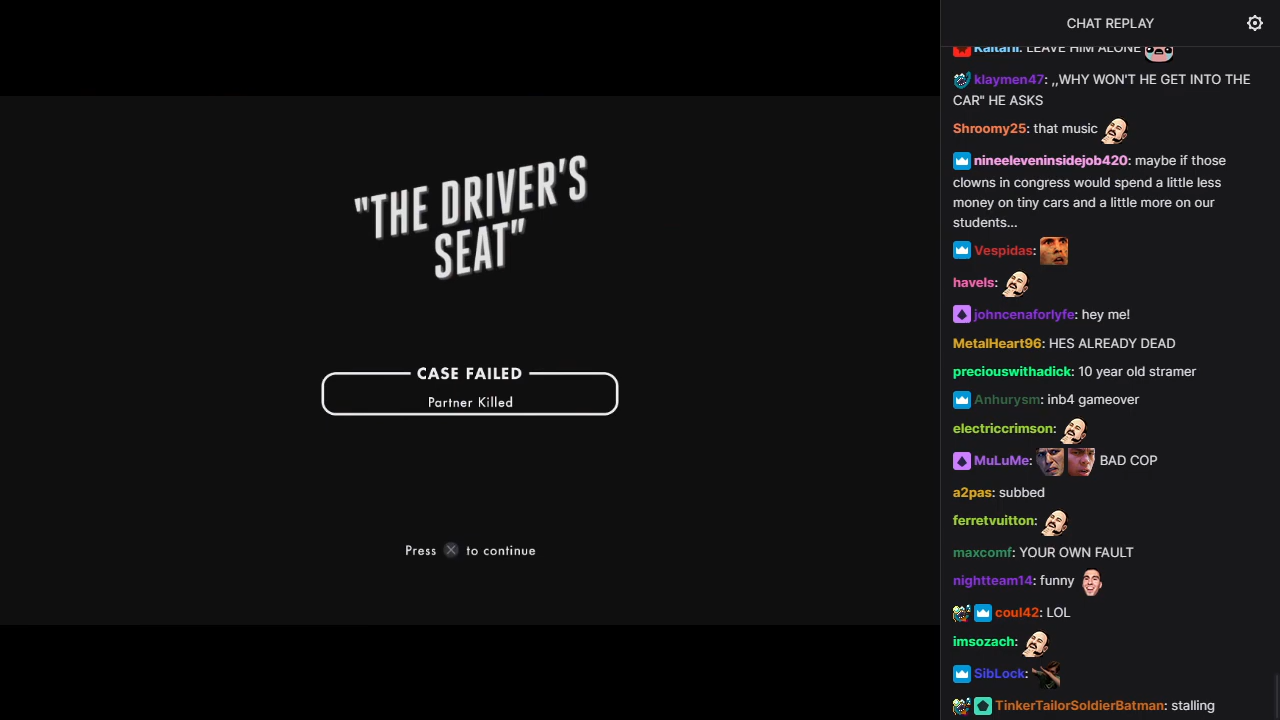 "THE DRIVER'S
SEAT"
CASE FAILED
Partner Killed
Press X to continue
CHAT REPLAY
Kaitarii: LEAVE HIM ALONE
klaymen47: ,,WHY WON'T HE GET INTO THE
CAR" HE ASKS
Shroomy25: that music
nineeleveninsidejob420: maybe if those
clowns in congress would spend a little less
money on tiny cars and a little more on our
students...
Vespidas:
havels:
johncenaforlyfe: hey me!
MetalHeart96: HES ALREADY DEAD
preciouswithadick: 10 year old stramer
Anhurysm: inb4 gameover
electriccrimson:
MuLuMe: BAD COP
a2pas: subbed
ferretvuitton:
maxcomf: YOUR OWN FAULT
nightteam14: funny
coul42: LOL
imsozach:
SibLock:
TinkerTailorSoldierBatman: stalling